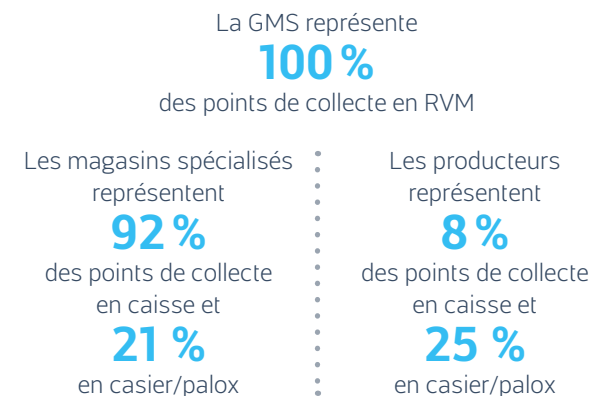 La GMS représente
100 %
des points de collecte en RVM
Les magasins spécialisés
représentent
92 %
des points de collecte
en caisse et
21 %
en casier/palox
Les producteurs
représentent
8 %
des points de collecte
en caisse et
25 %
en casier/palox